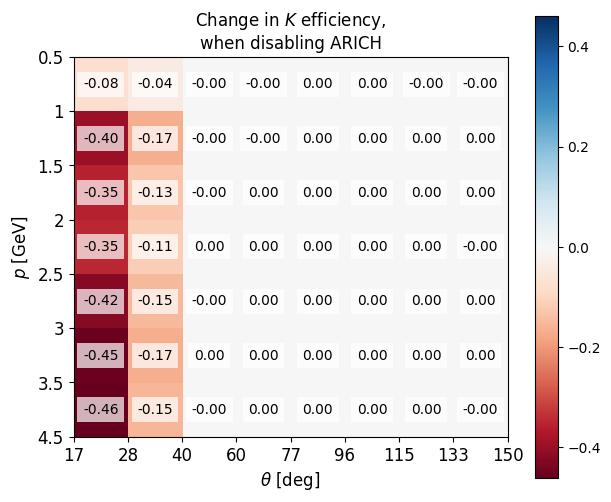 Change in K efficiency,
when disabling ARICH
0.5
-0.08 -0.04 -0.00 -0.00 0.00 0.00 -0.00 -0.00
1
-0.40 -0.17 -0.00 -0.00 0.00 0.00 0.00 0.00
1.5
-0.35 -0.13 -0.00 0.00 0.00 0.00 0.00 0.00
2
-0.35 -0.11 0.00 0.00 0.00 0.00 0.00 -0.00
2.5
-0.42 -0.15 -0.00 0.00 0.00 0.00 0.00 0.00
3
-0.45 -0.17 0.00 0.00 0.00 0.00 0.00 0.00
3.5
-0.46 -0.15 -0.00 0.00 0.00 -0.00 0.00 -0.00
4.5
17 28 40 60 77 96 115 133 150
θ [deg]
p [GeV]
0.4
0.2
0.0
−0.2
−0.4